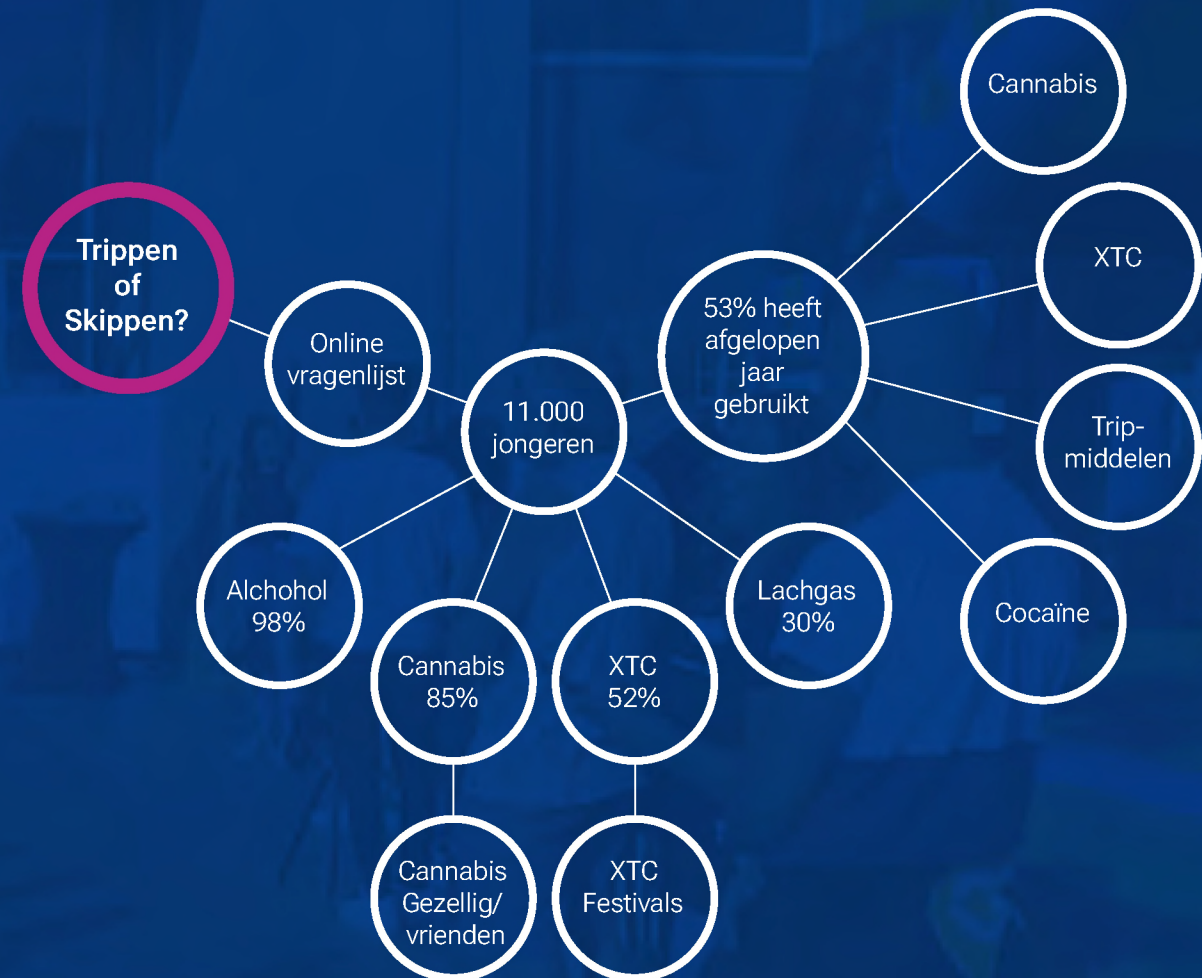 Trippen
of
Skippen?
Online
vragenlijst
11.000
jongeren
53% heeft
afgelopen
jaar
gebruikt
Cannabis
XTC
Trip-
middelen
Cocaïne
Alchohol
98%
Cannabis
85%
XTC
52%
Lachgas
30%
Cannabis
Gezellig/
vrienden
XTC
Festivals